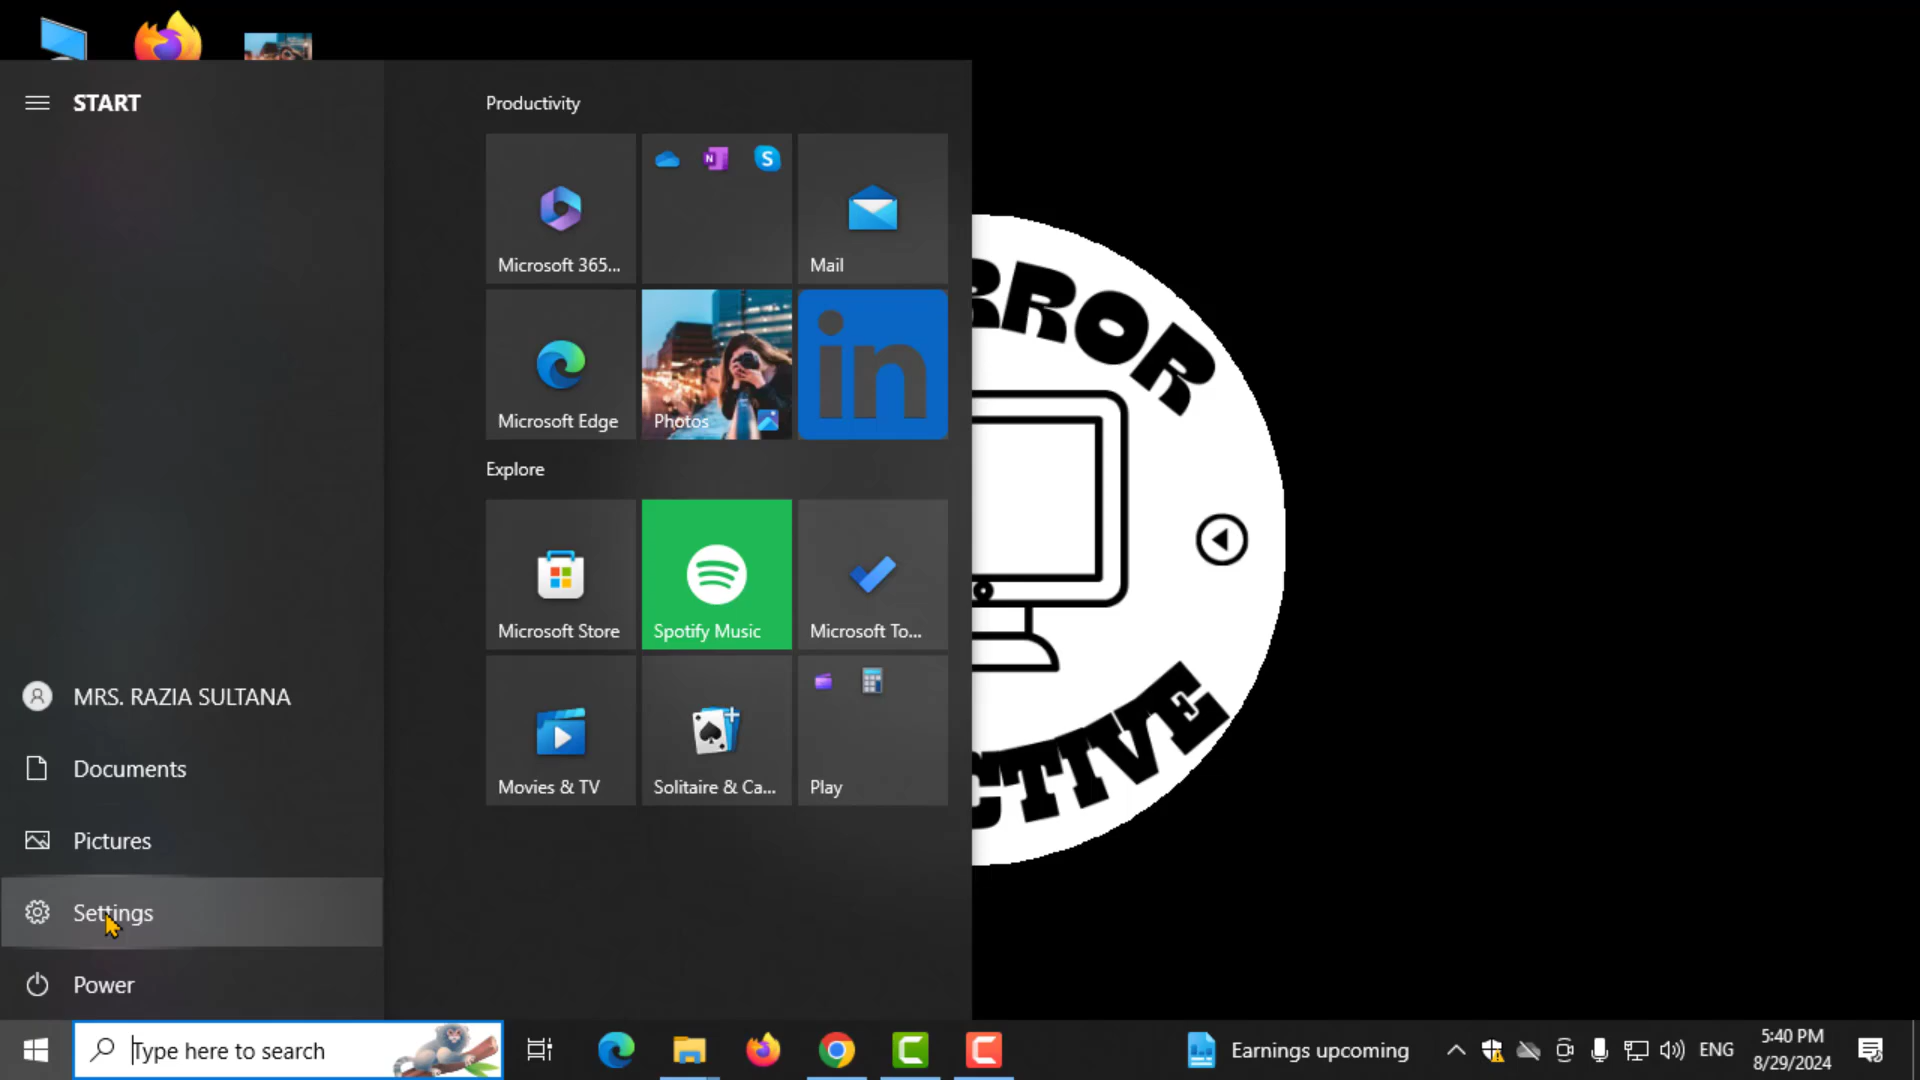 START
Productivity
N
S
Microsoft 365...
Mail
Microsoft Edge
Photos
in
Explore
Microsoft Store
Spotify Music
Microsoft To...
Movies & TV
Solitaire & Ca...
Play
MRS. RAZIA SULTANA
Documents
Pictures
Settings
Power
Type here to search
Earnings upcoming
ENG
5:40 PM
8/29/2024